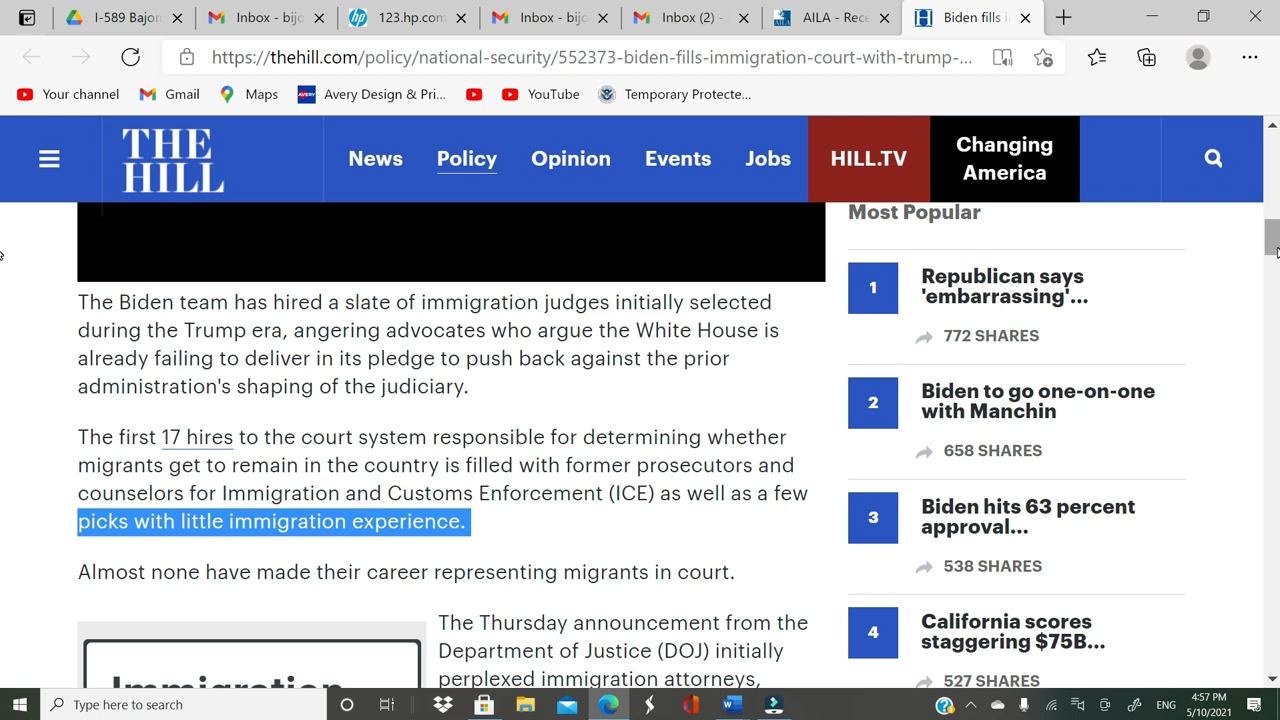 I-589 Bajon
Inbox - bijo
123.hp.com
Inbox - bijo
Inbox (2) -
AILA - Rece
Biden fills i
https://thehill.com/policy/national-security/552373-biden-fills-immigration-court-with-trump-...
Your channel
Gmail
Maps
Avery Design & Pri...
YouTube
Temporary Protecte...
THE
HILL
News
Policy
Opinion
Events
Jobs
HILL.TV
Changing
America
The Biden team has hired a slate of immigration judges initially selected
during the Trump era, angering advocates who argue the White House is
already failing to deliver in its pledge to push back against the prior
administration's shaping of the judiciary.
The first 17 hires to the court system responsible for determining whether
migrants get to remain in the country is filled with former prosecutors and
counselors for Immigration and Customs Enforcement (ICE) as well as a few
picks with little immigration experience.
Almost none have made their career representing migrants in court.
Immigration
The Thursday announcement from the
Department of Justice (DOJ) initially
perplexed immigration attorneys,
Most Popular
1
Republican says
'embarrassing'...
772 SHARES
2
Biden to go one-on-one
with Manchin
658 SHARES
3
Biden hits 63 percent
approval...
538 SHARES
4
California scores
staggering $75B...
527 SHARES
Type here to search
ENG
4:57 PM
5/10/2021